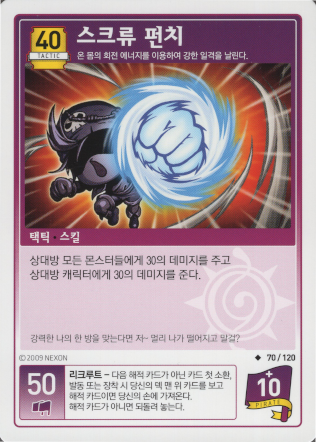 40
TACTIC
스크류 펀치
온 몸의 회전 에너지를 이용하여 강한 일격을 날린다.
택틱 · 스킬
상대방 모든 몬스터들에게 30의 데미지를 주고
상대방 캐릭터에게 30의 데미지를 준다.
강력한 나의 한 방을 맞는다면 저~ 멀리 나가 떨어지고 말걸?
©2009 NEXON
◆ 70 / 120
50
리크루트 – 다음 해적 카드가 아닌 카드 첫 소환,
발동 또는 장착 시 당신의 덱 맨 위 카드를 보고
해적 카드이면 당신의 손에 가져온다.
해적 카드가 아니면 되돌려 놓는다.
+
10
PIRATE